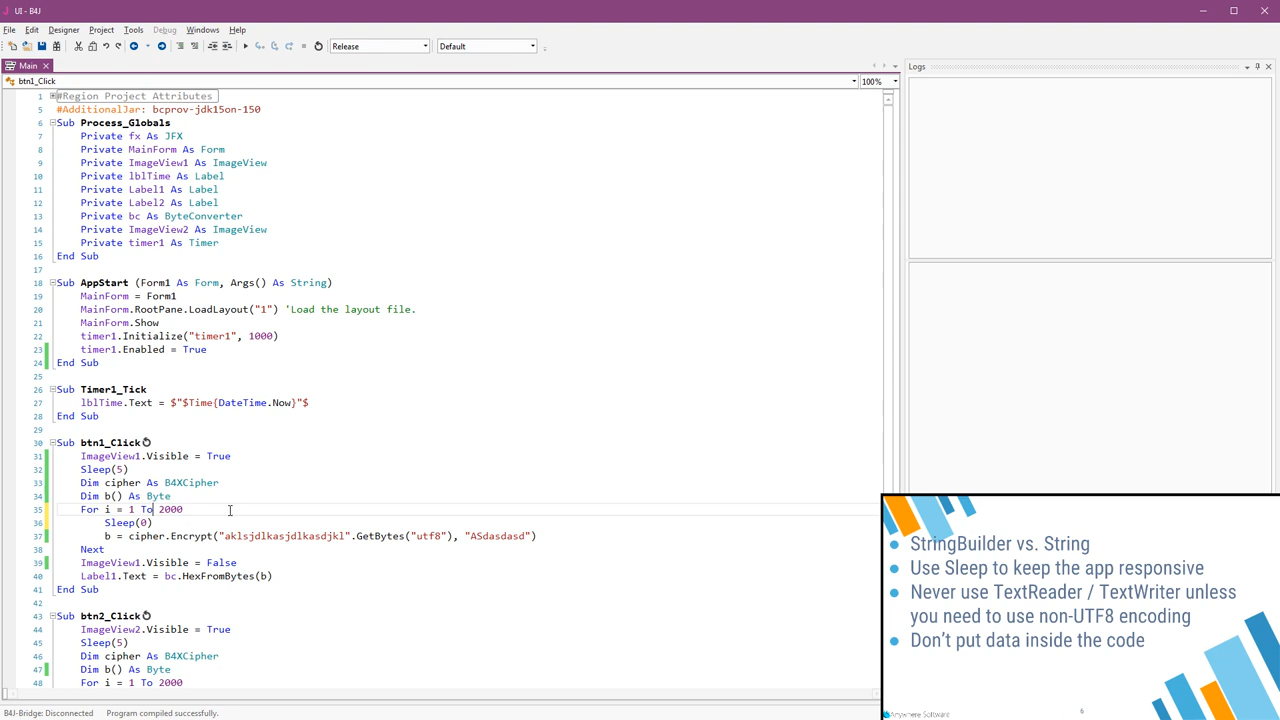 UI - B4J
File Edit Designer Project Tools Debug Windows Help
Release Default
Main
btn1_Click 100%
1 #Region Project Attributes
5 #AdditionalJar: bcprov-jdk15on-150
6 Sub Process_Globals
7 Private fx As JFX
8 Private MainForm As Form
9 Private ImageView1 As ImageView
10 Private lblTime As Label
11 Private Label1 As Label
12 Private Label2 As Label
13 Private bc As ByteConverter
14 Private ImageView2 As ImageView
15 Private timer1 As Timer
16 End Sub
17
18 Sub AppStart (Form1 As Form, Args() As String)
19 MainForm = Form1
20 MainForm.RootPane.LoadLayout("1") 'Load the layout file.
21 MainForm.Show
22 timer1.Initialize("timer1", 1000)
23 timer1.Enabled = True
24 End Sub
25
26 Sub Timer1_Tick
27 lblTime.Text = $"$Time{DateTime.Now}"$
28 End Sub
29
30 Sub btn1_Click
31 ImageView1.Visible = True
32 Sleep(5)
33 Dim cipher As B4XCipher
34 Dim b() As Byte
35 For i = 1 To 2000
36 Sleep(0)
37 b = cipher.Encrypt("aklsjdlkasjdlkasdjkl".GetBytes("utf8"), "ASdasdasd")
38 Next
39 ImageView1.Visible = False
40 Label1.Text = bc.HexFromBytes(b)
41 End Sub
42
43 Sub btn2_Click
44 ImageView2.Visible = True
45 Sleep(5)
46 Dim cipher As B4XCipher
47 Dim b() As Byte
48 For i = 1 To 2000
B4J-Bridge: Disconnected Program compiled successfully.
Logs
• StringBuilder vs. String
• Use Sleep to keep the app responsive
• Never use TextReader / TextWriter unless
you need to use non-UTF8 encoding
• Don't put data inside the code
Anywhere Software 6